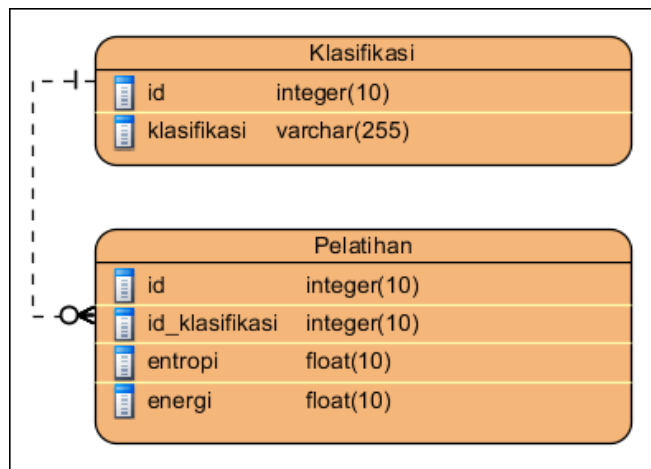 Klasifikasi
id integer(10)
klasifikasi varchar(255)
Pelatihan
id integer(10)
id_klasifikasi integer(10)
entropi float(10)
energi float(10)